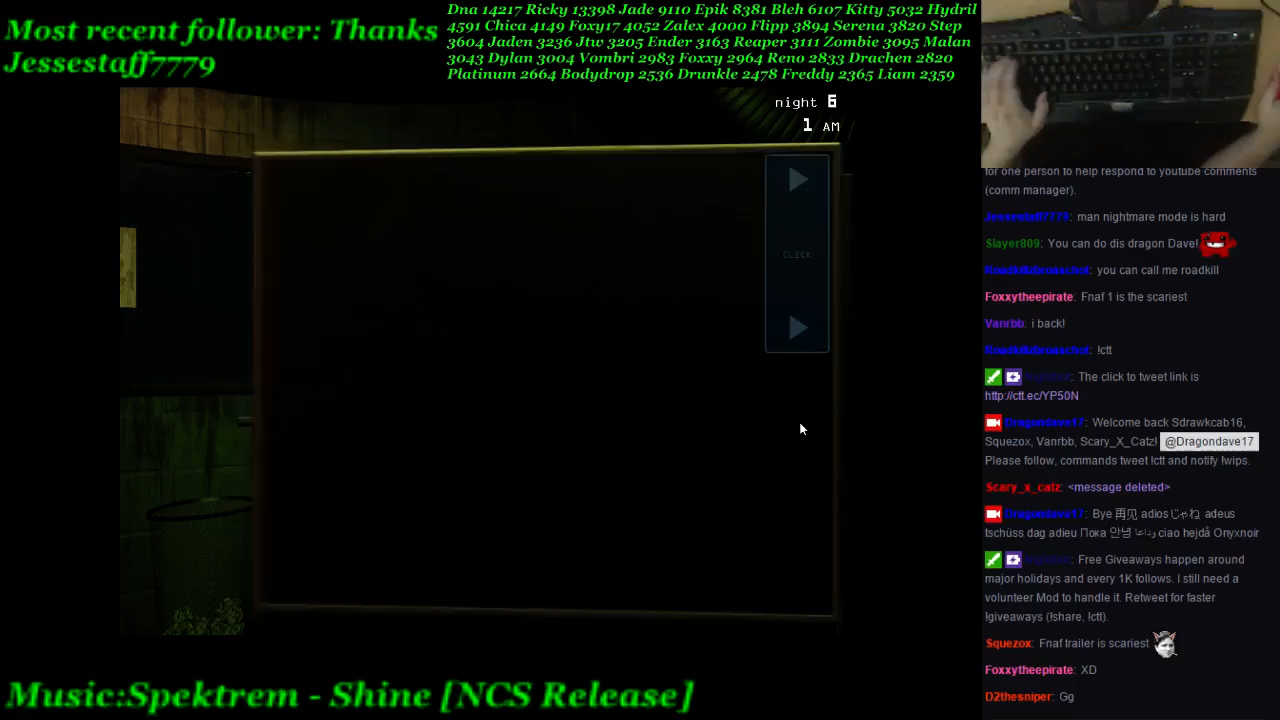 Most recent follower: Thanks
Jessestaff7779
Dna 14217 Ricky 13398 Jade 9110 Epik 8381 Bleh 6107 Kitty 5032 Hydril
4591 Chica 4149 Foxy17 4052 Zalex 4000 Flipp 3894 Serena 3820 Step
3604 Jaden 3236 Jtw 3205 Ender 3163 Reaper 3111 Zombie 3095 Malan
3043 Dylan 3004 Vombri 2983 Foxxy 2964 Reno 2833 Drachen 2820
Platinum 2664 Bodydrop 2536 Drunkle 2478 Freddy 2365 Liam 2359
night 6
1 AM
CLICK
for one person to help respond to youtube comments
(comm manager).
Jessestaff7779: man nightmare mode is hard
Slayer809: You can do dis dragon Dave!
: you can call me roadkill
Foxxytheepirate: Fnaf 1 is the scariest
Vanrbb: i back!
: !ctt
: The click to tweet link is
http://ctt.ec/YP50N
Dragondave17: Welcome back Sdrawkcab16,
Squezox, Vanrbb, Scary_X_Catz! @Dragondave17
Please follow, commands tweet !ctt and notify !wips.
Scary_x_catz: <message deleted>
Dragondave17: Bye 再见 adios じゃね adeus
tschüss dag adieu Пока 안녕 وداعا ciao hejdå Onyxnoir
: Free Giveaways happen around
major holidays and every 1K follows. I still need a
volunteer Mod to handle it. Retweet for faster
!giveaways (!share, !ctt).
Squezox: Fnaf trailer is scariest
Foxxytheepirate: XD
D2thesniper: Gg
Music:Spektrem - Shine [NCS Release]